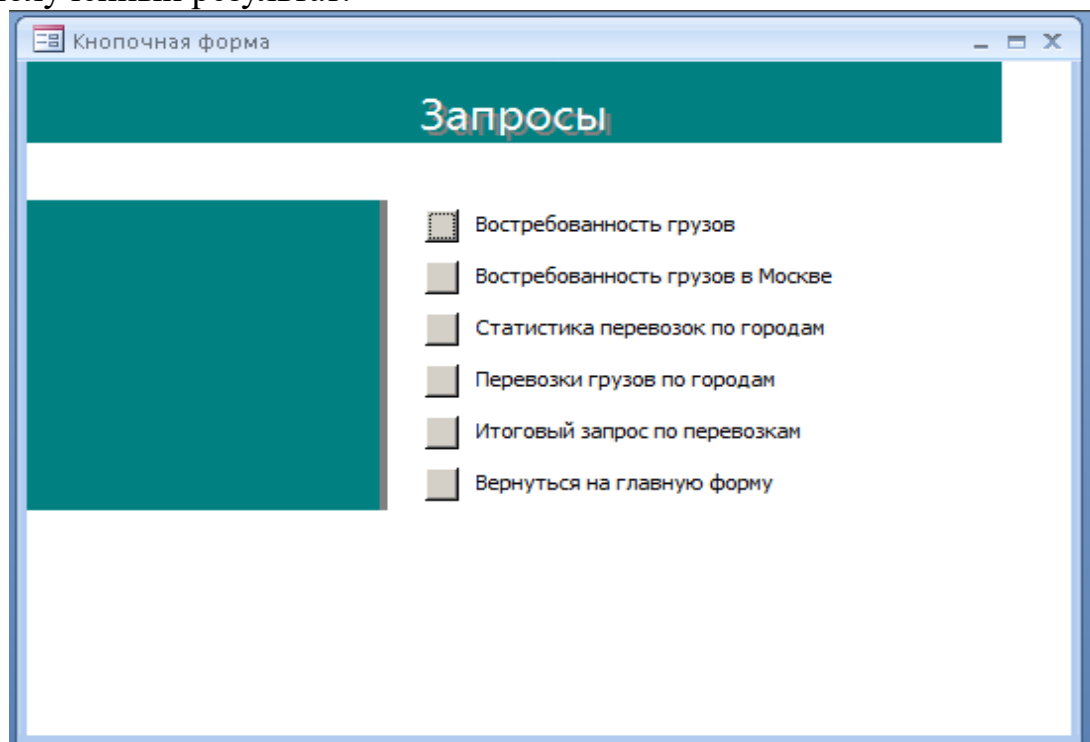 результат.
Кнопочная форма
Запросы
Востребованность грузов
Востребованность грузов в Москве
Статистика перевозок по городам
Перевозки грузов по городам
Итоговый запрос по перевозкам
Вернуться на главную форму